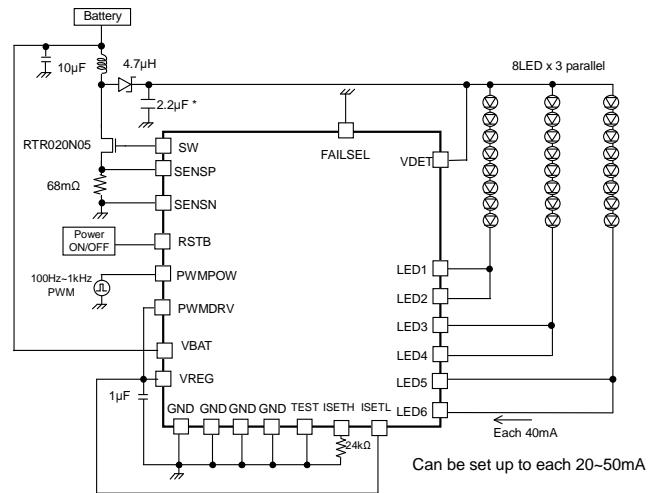 Battery
10µF
4.7µH
2.2µF *
8LED x 3 parallel
RTR020N05
SW
FAILSEL
VDET
SENSP
68mΩ
SENSN
Power
ON/OFF
RSTB
LED1
100Hz~1kHz
PWM
PWMPOW
LED2
PWMDRV
LED3
VBAT
LED4
VREG
LED5
1µF
GND
GND
GND
GND
TEST
ISETH
ISETL
LED6
Each 40mA
24kΩ
Can be set up to each 20~50mA